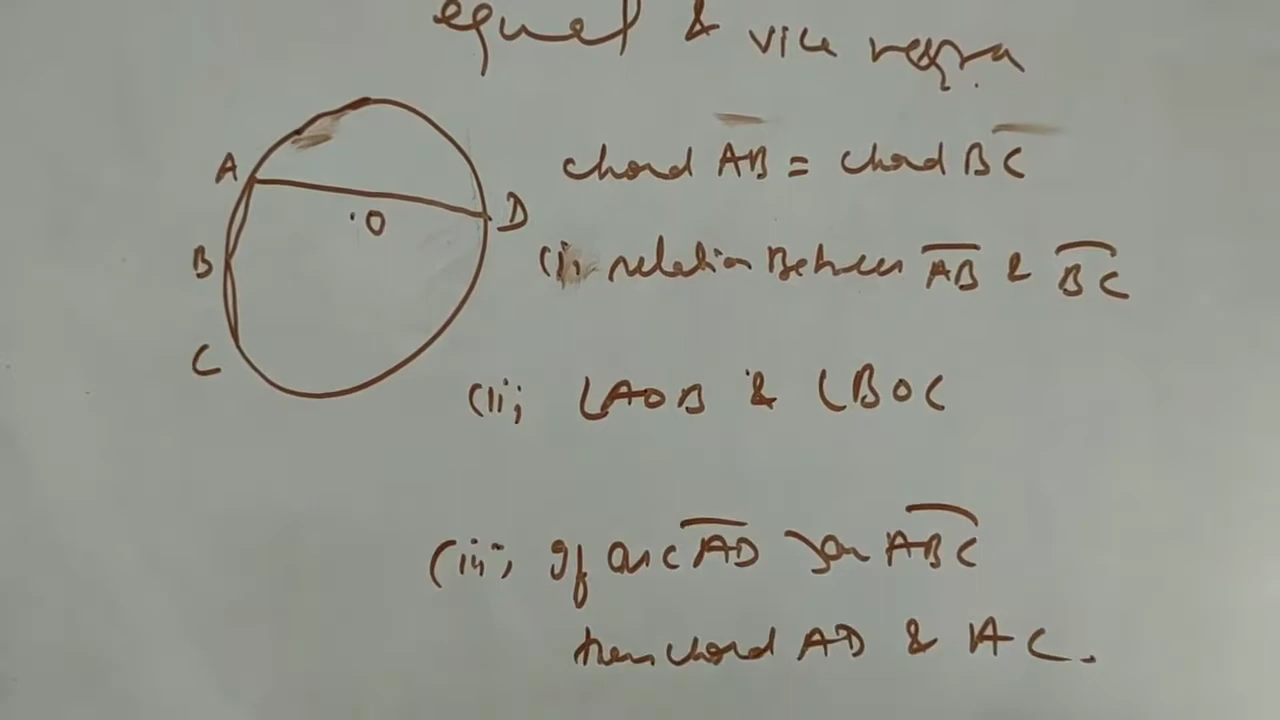 equal & vice versa
A
D
O
B
C
chord AB = chord BC
(i) relation Between AB & BC
(ii) ∠AOB & ∠BOC
(iii) If arc AD > arc ABC
then chord AD & AC.